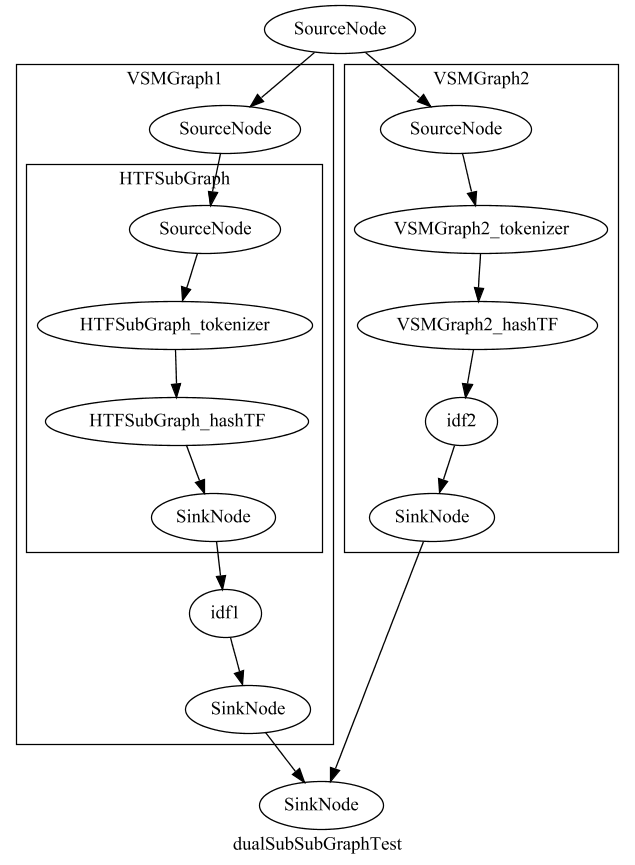 SourceNode
VSMGraph1
VSMGraph2
SourceNode
SourceNode
HTFSubGraph
SourceNode
VSMGraph2_tokenizer
HTFSubGraph_tokenizer
VSMGraph2_hashTF
HTFSubGraph_hashTF
idf2
SinkNode
SinkNode
idf1
SinkNode
SinkNode
dualSubSubGraphTest